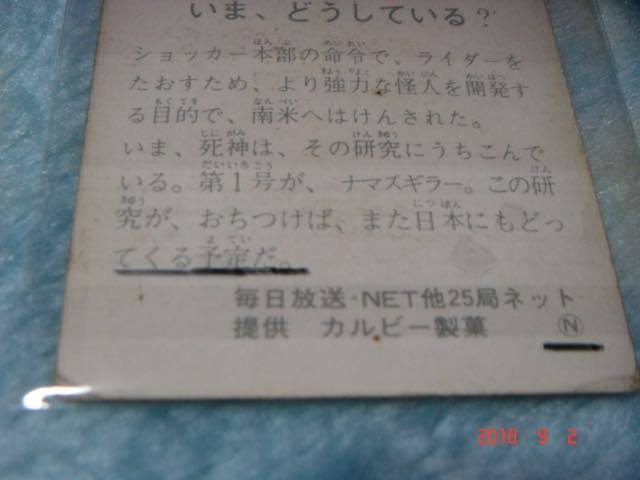 いま、どうしている?
ショッカー本部の命令で、ライダーを
たおすため、より強力な怪人を開発す
る目的で、南米へはけんされた。
いま、死神は、その研究にうちこんで
いる。第1号が、ナマズギラー。この研
究が、おちつけば、また日本にもどっ
てくる予定だ。
毎日放送・NET他25局ネット
提供 カルビー製菓 Ⓝ
2018 9 2